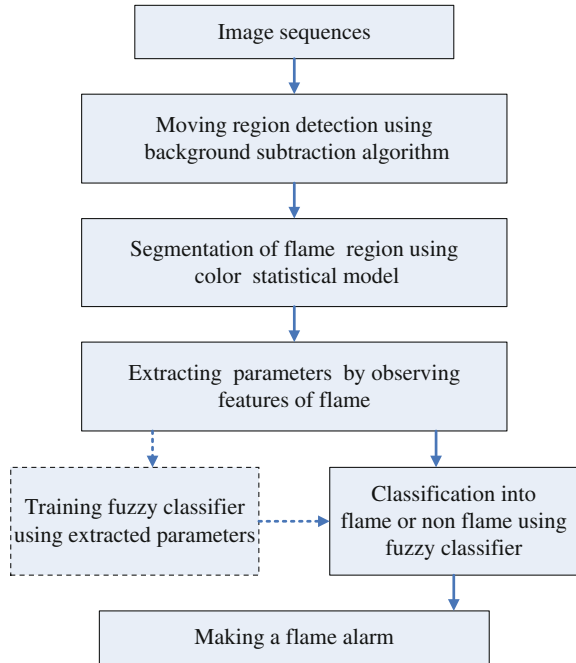 Image sequences
Moving region detection using
background subtraction algorithm
Segmentation of flame region using
color statistical model
Extracting parameters by observing
features of flame
Training fuzzy classifier
using extracted parameters
Classification into
flame or non flame using
fuzzy classifier
Making a flame alarm